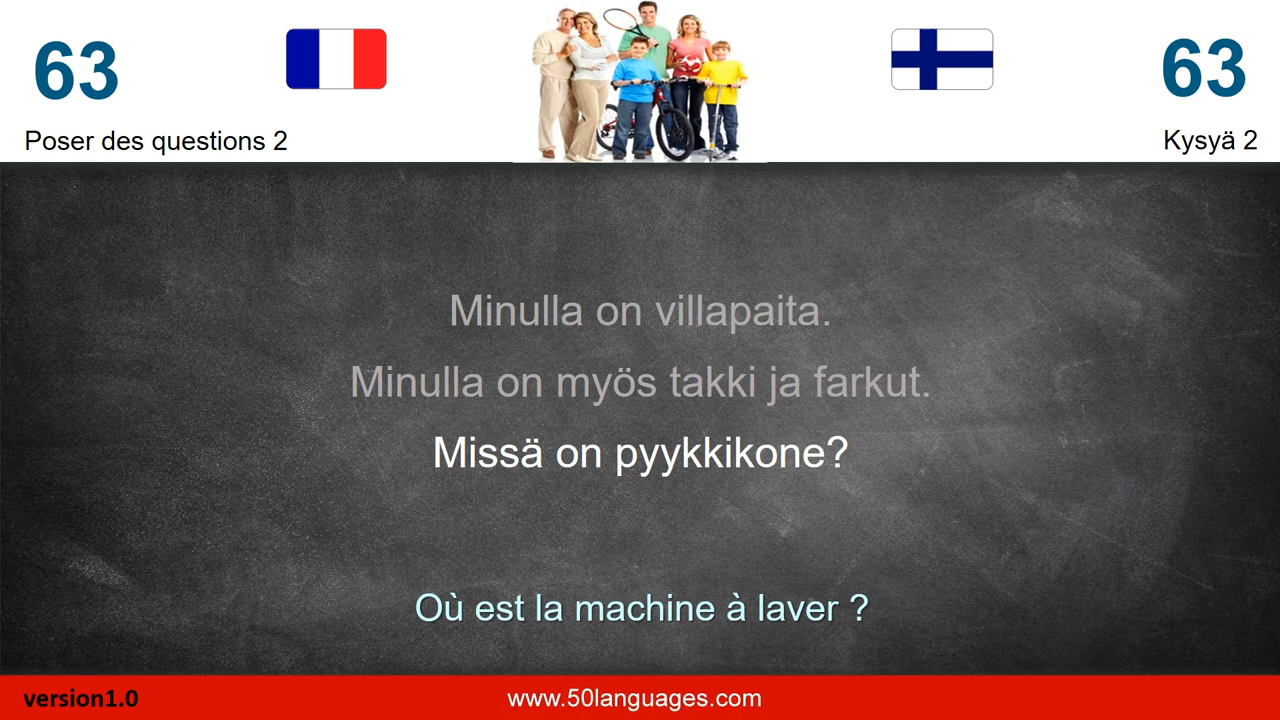 63
63
Poser des questions 2
Kysyä 2
Minulla on villapaita.
Minulla on myös takki ja farkut.
Missä on pyykkikone?
Où est la machine à laver ?
version1.0
www.50languages.com